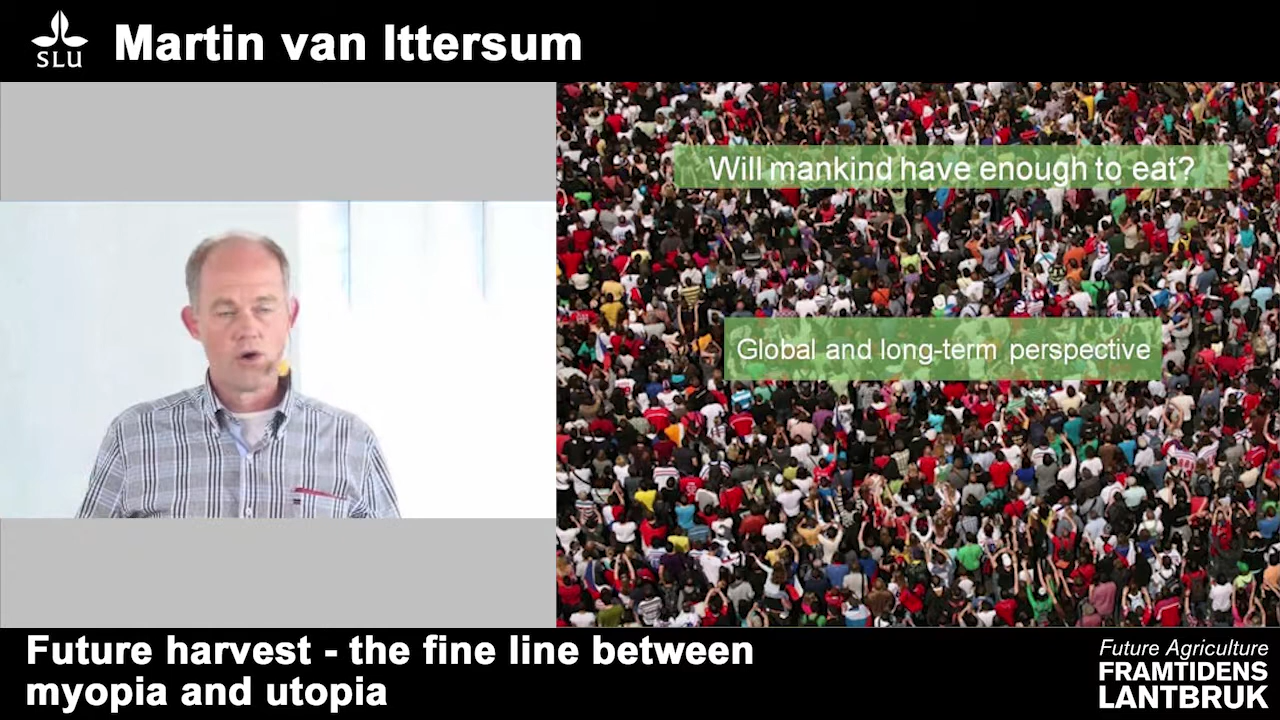 SLU
Martin van Ittersum
Will mankind have enough to eat?
Global and long-term perspective
Future harvest - the fine line between
myopia and utopia
Future Agriculture
FRAMTIDENS
LANTBRUK